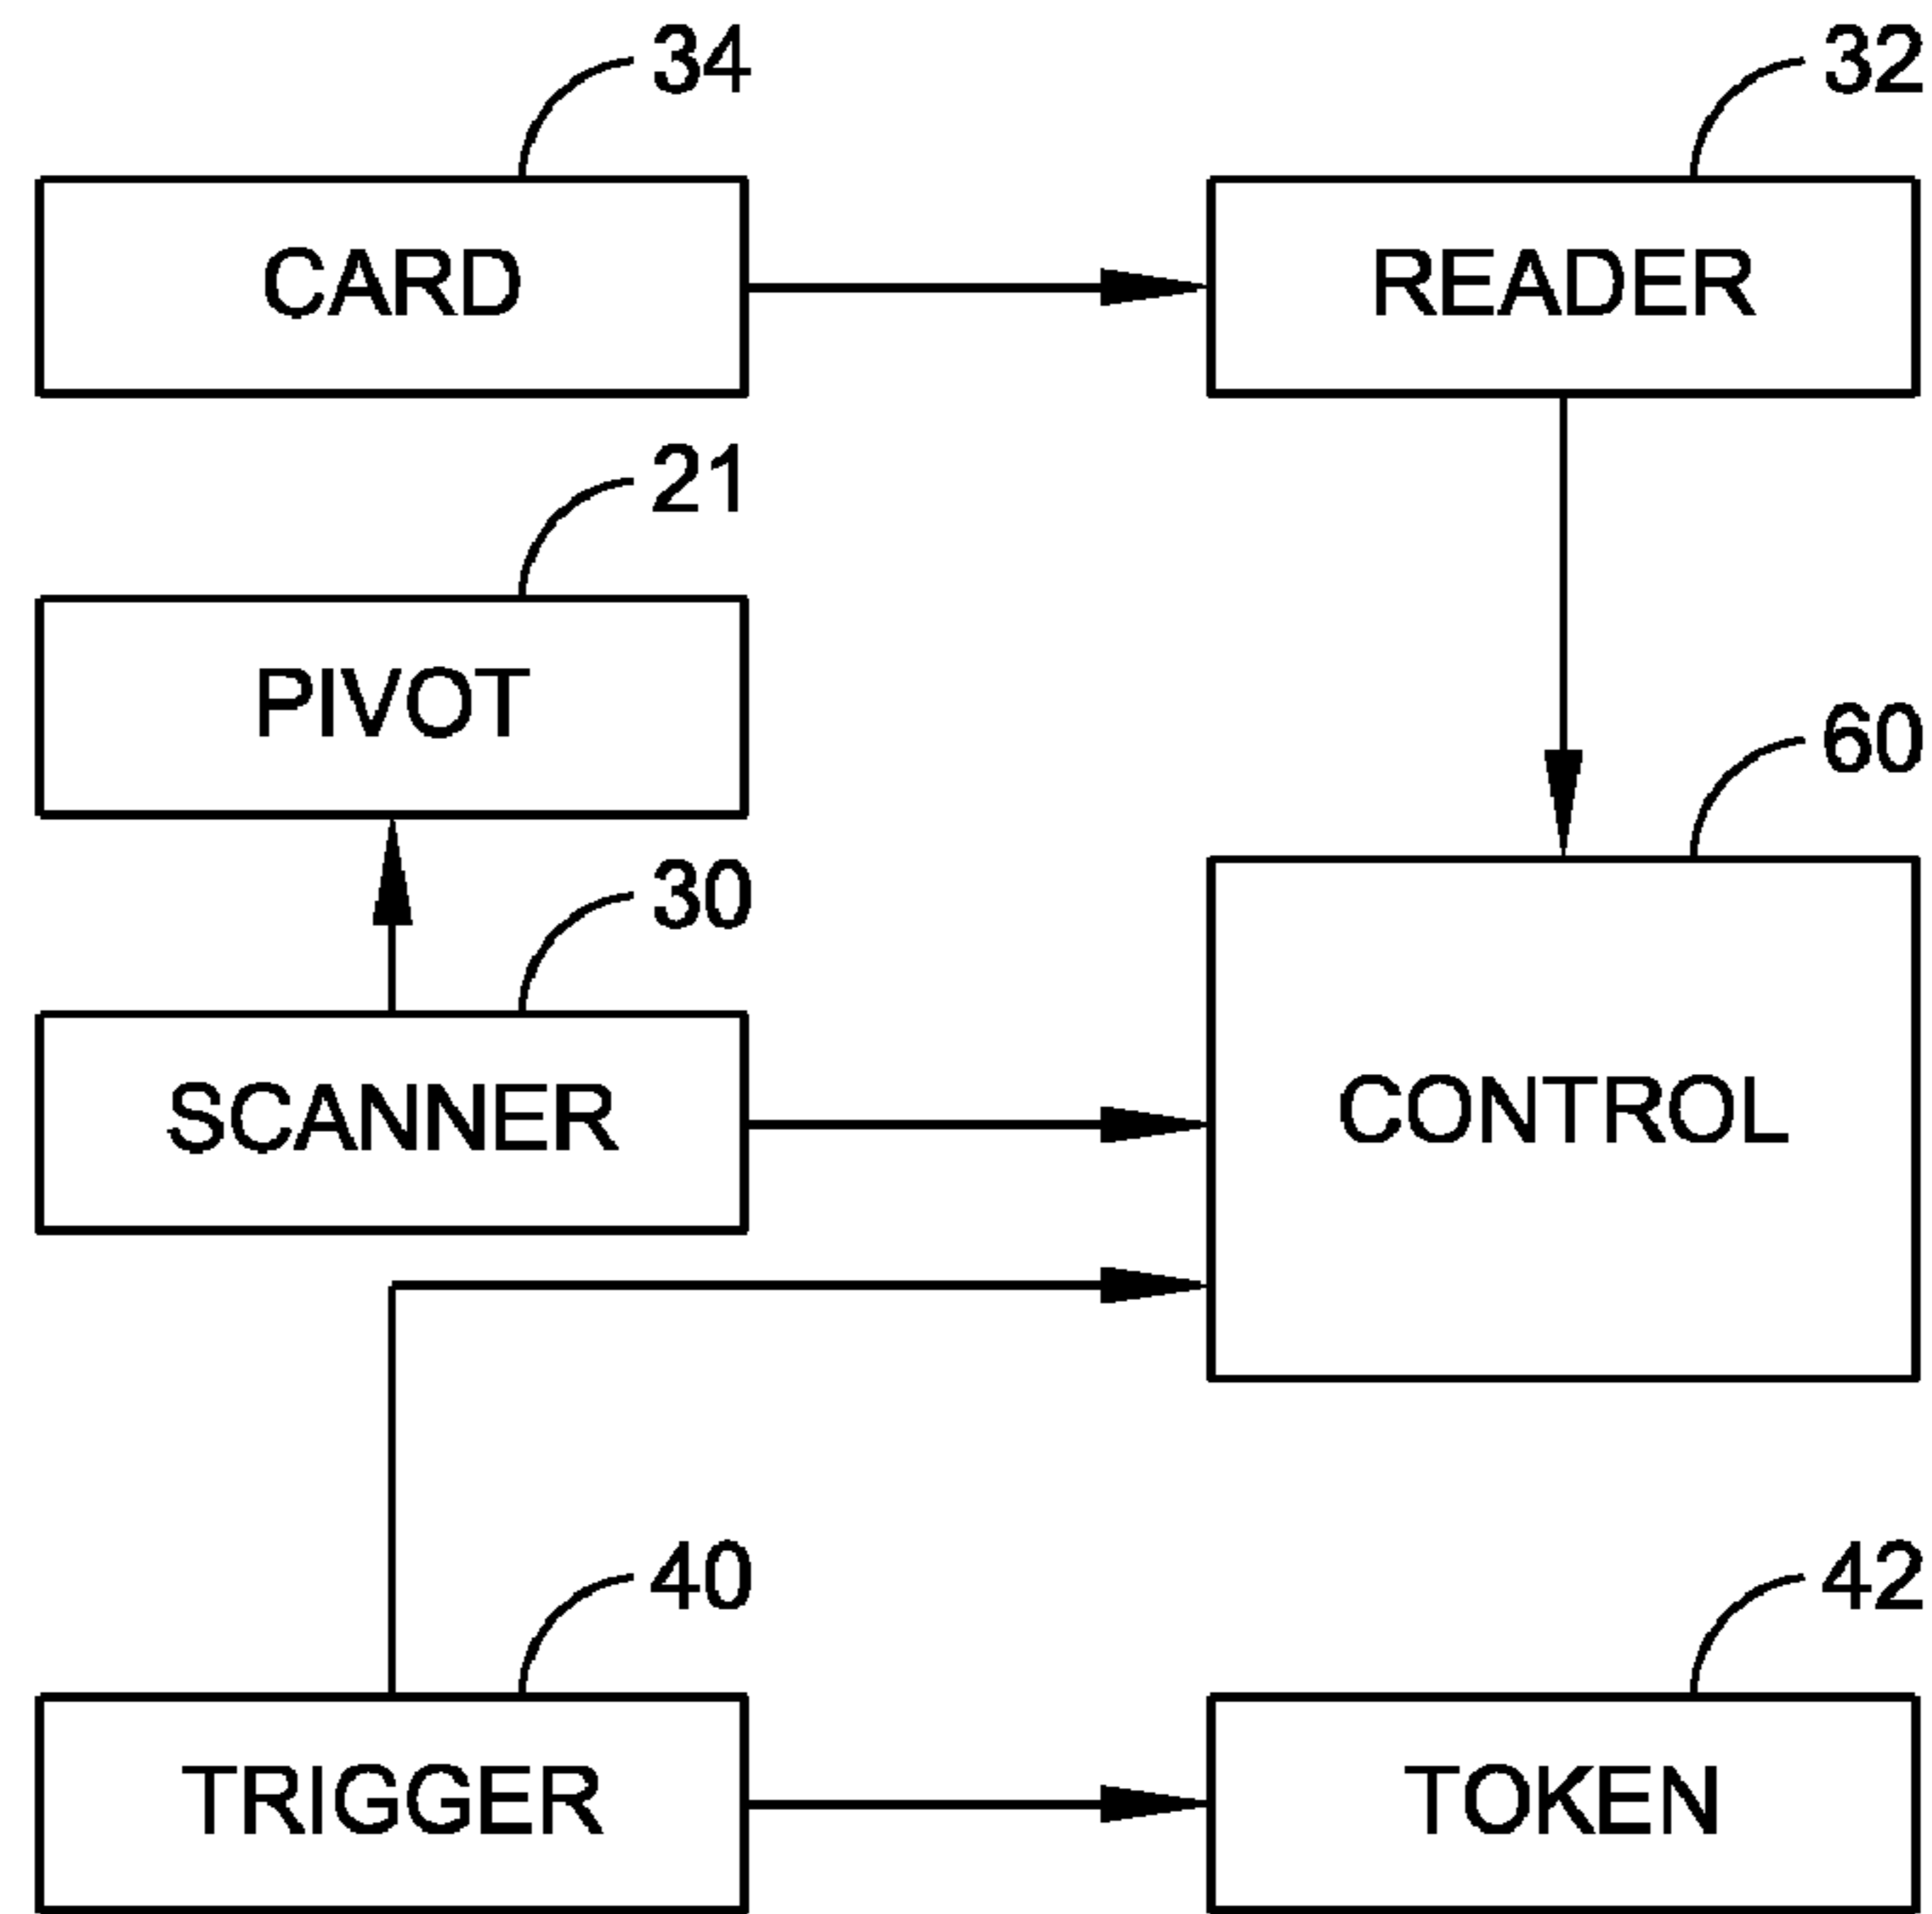 34
32
CARD
READER
21
PIVOT
60
30
SCANNER
CONTROL
40
42
TRIGGER
TOKEN